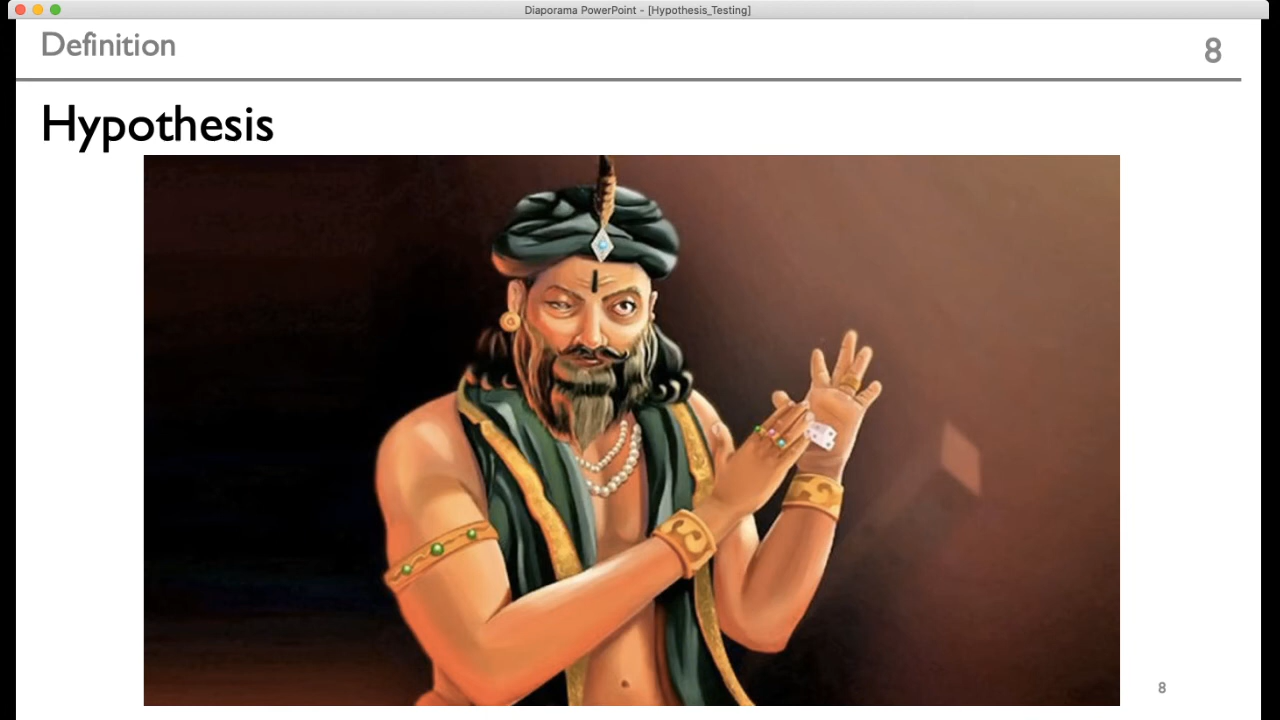 Diaporama PowerPoint - [Hypothesis_Testing]
Definition
8
Hypothesis
8